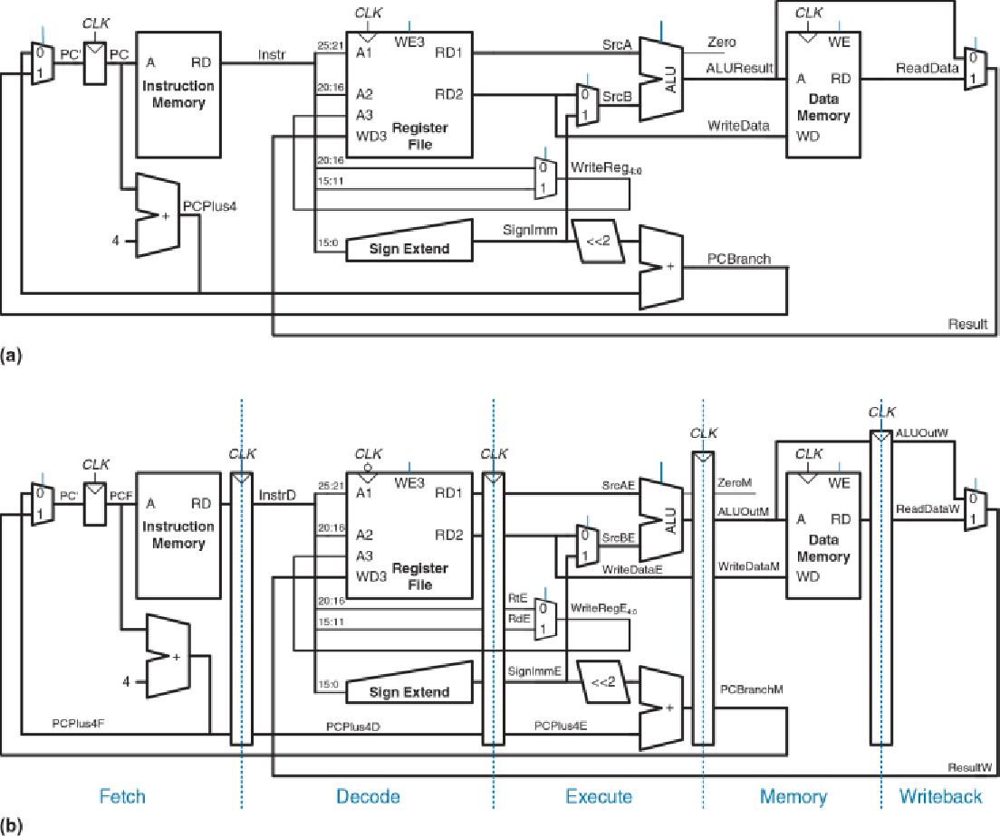 CLK CLK CLK
0 1 PC' PC A RD Instr 25:21 A1 WE3 RD1 SrcA Zero WE
Instruction Memory 20:16 A2 RD2 0 1 SrcB ALU ALUResult A RD ReadData 0 1
A3 Data Memory
WD3 Register File WriteData WD
20:16 0 WriteReg4:0
15:11 1
PCPlus4 +
4 15:0 Sign Extend SignImm <<2
+ PCBranch
Result
(a)
CLK CLK CLK CLK CLK CLK CLK
ALUOutW
0 1 PC' PCF A RD InstrD 25:21 A1 WE3 RD1 SrcAE ZeroM WE
Instruction Memory 20:16 A2 RD2 0 1 SrcBE ALU ALUOutM A RD ReadDataW 0 1
A3 Data Memory
WD3 Register File WriteDataE WriteDataM WD
20:16 RtE 0 WriteRegE4:0
15:11 RdE 1
+
4 15:0 Sign Extend SignImmE <<2
+ PCBranchM
PCPlus4F PCPlus4D PCPlus4E
ResultW
Fetch Decode Execute Memory Writeback
(b)